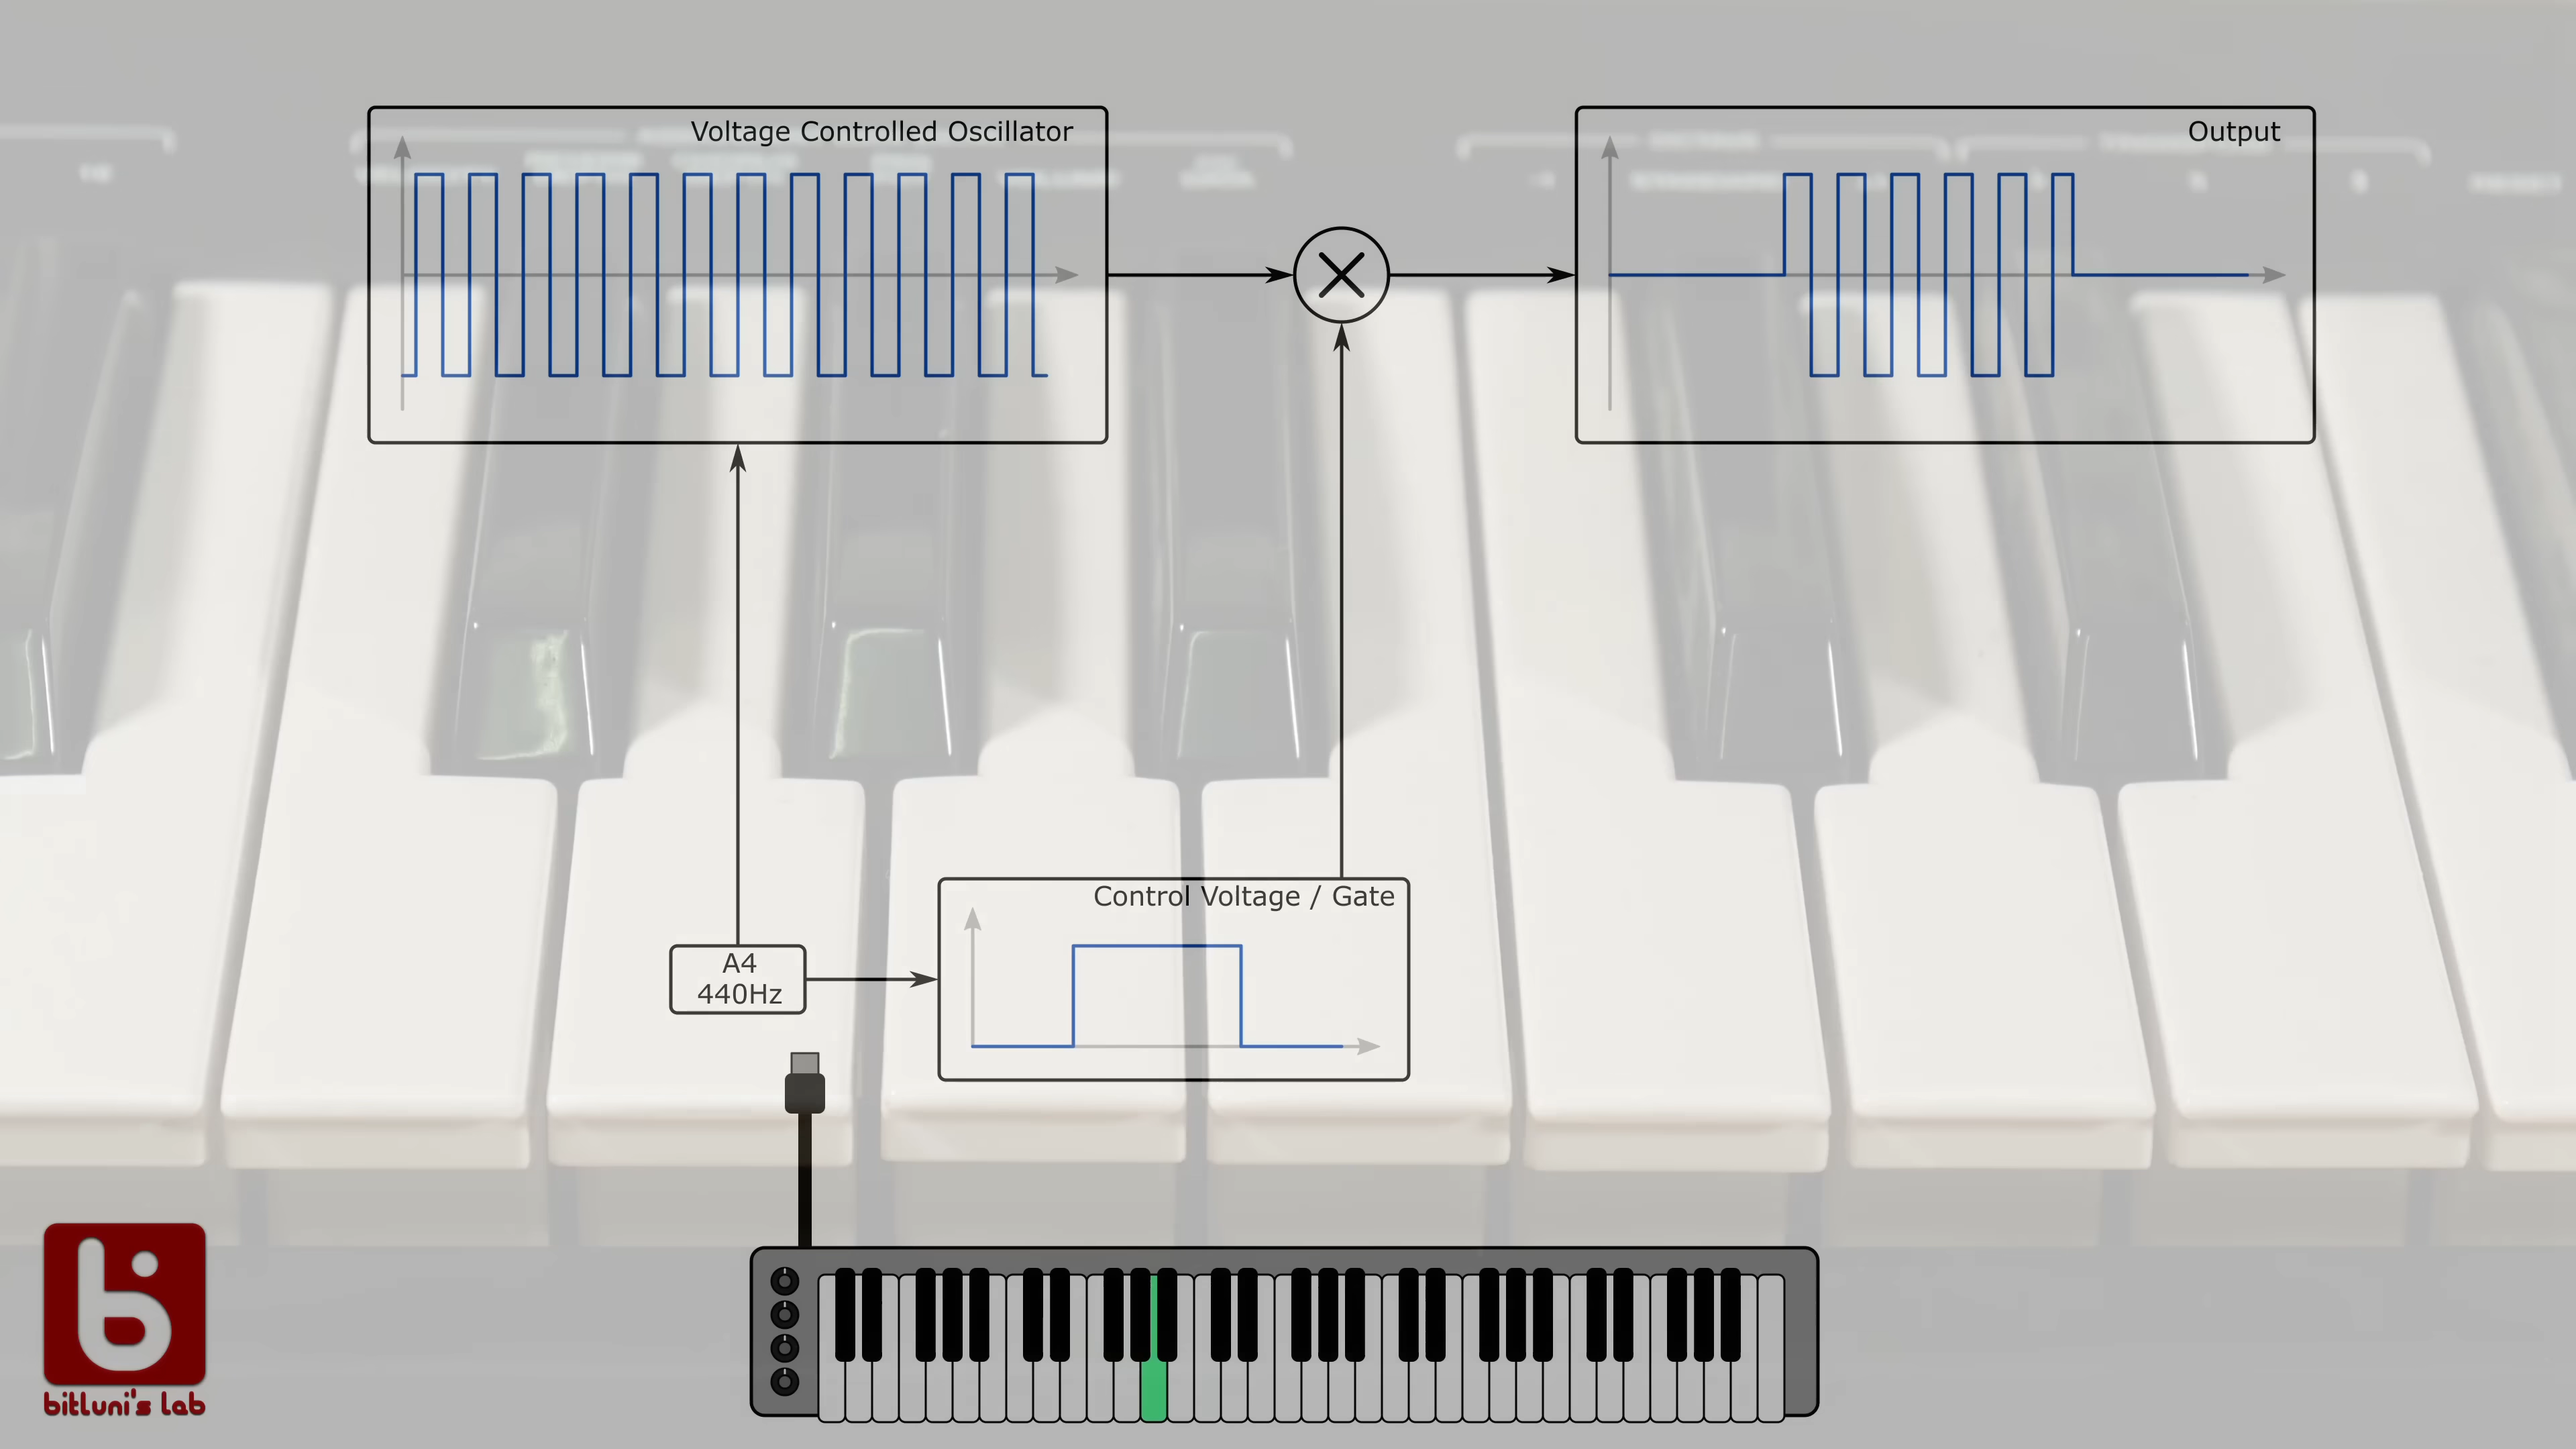 Voltage Controlled Oscillator
Output
Control Voltage / Gate
A4
440Hz
bitluni's lab